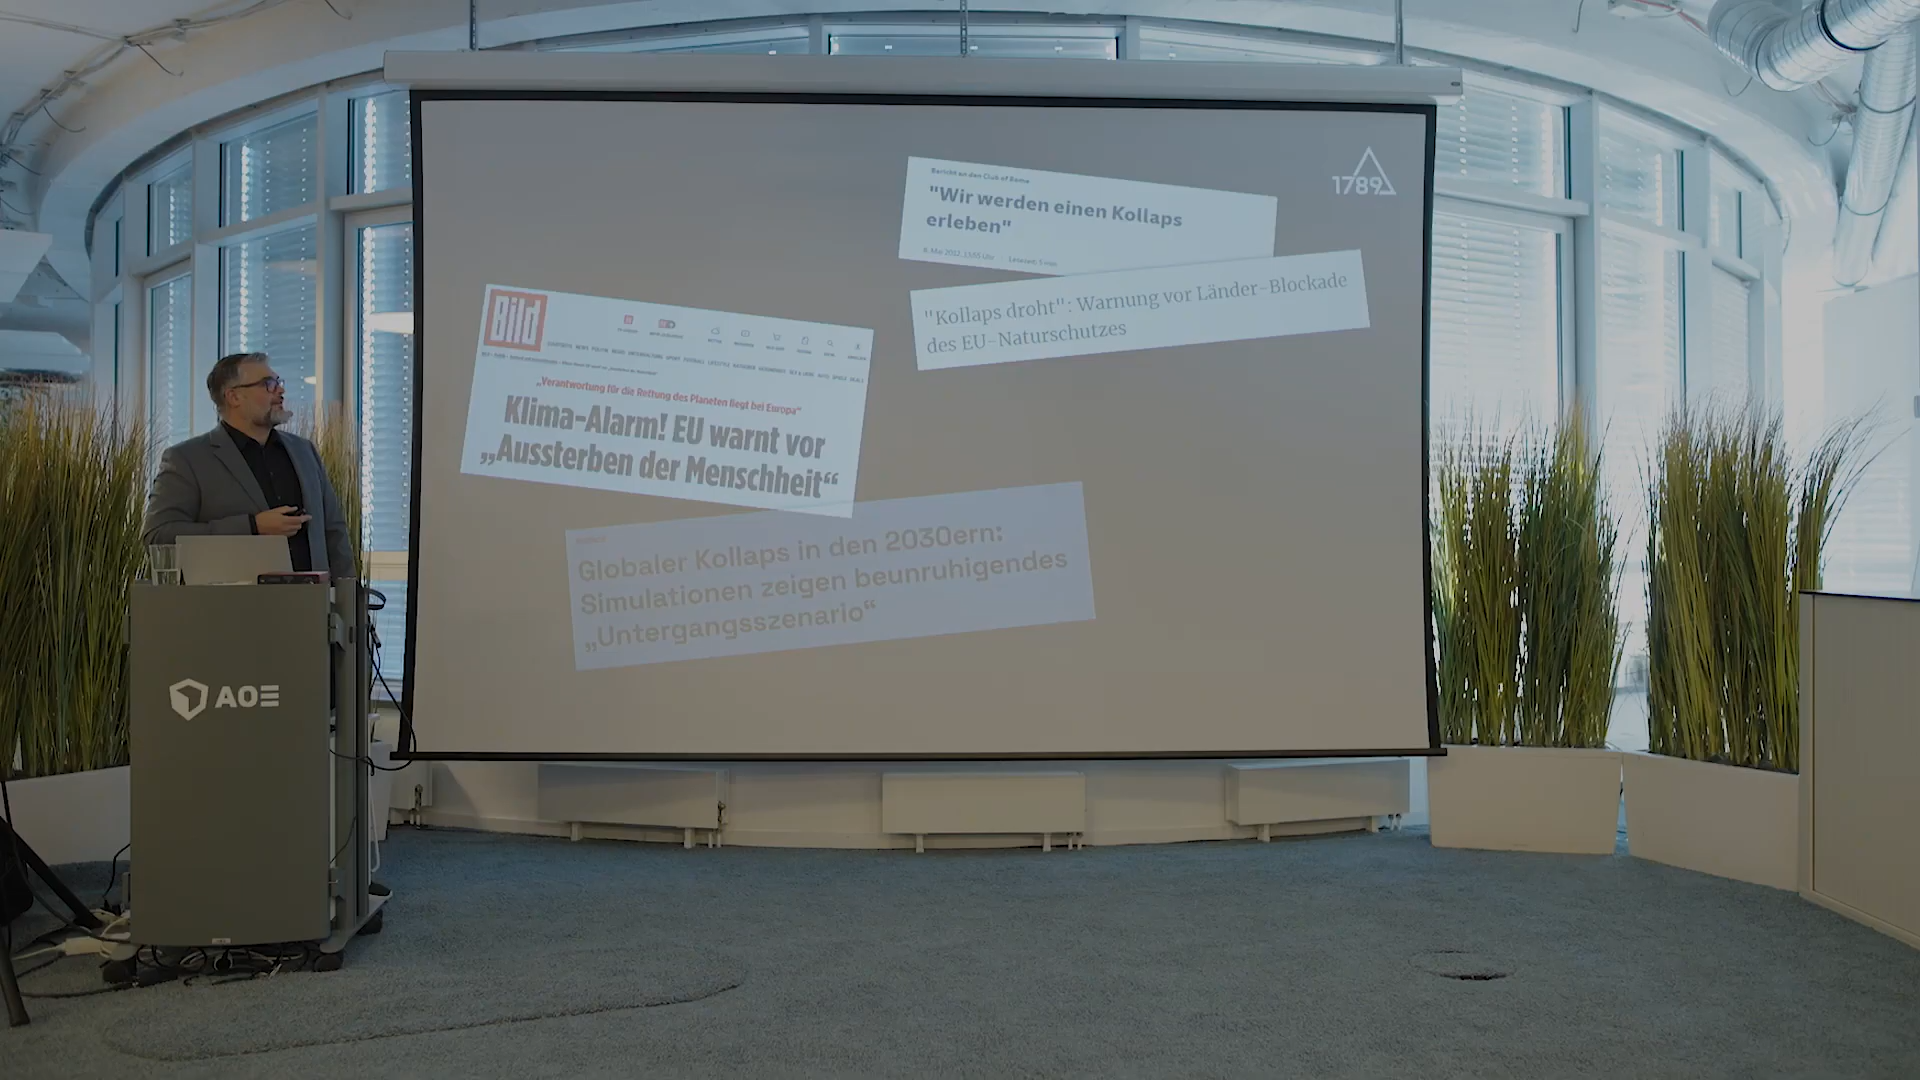 1789
Bericht an den Club of Rome
"Wir werden einen Kollaps
erleben"
"Kollaps droht": Warnung vor Länder-Blockade
des EU-Naturschutzes
Bild
„Verantwortung für die Rettung des Planeten liegt bei Europa“
Klima-Alarm! EU warnt vor
„Aussterben der Menschheit“
Globaler Kollaps in den 2030ern:
Simulationen zeigen beunruhigendes
„Untergangsszenario“
AOE